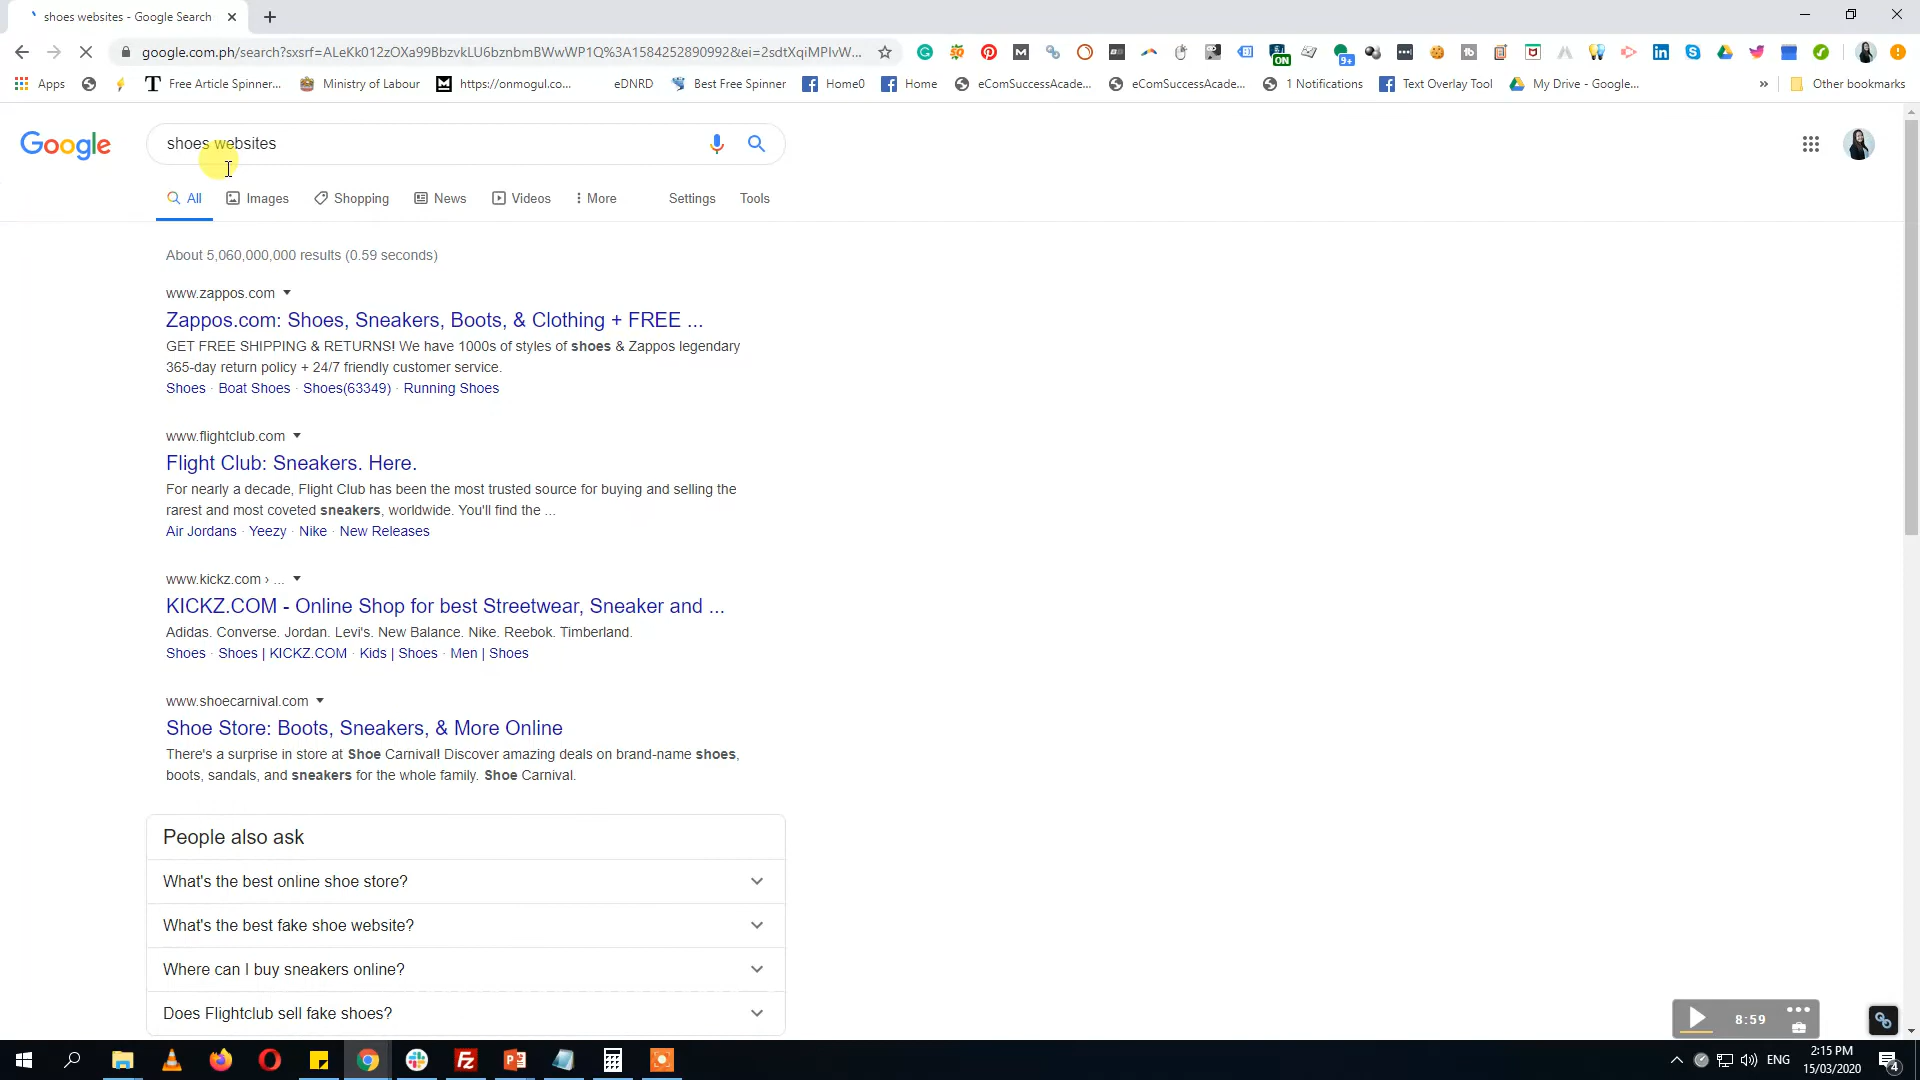 shoes websites - Google Search
google.com.ph/search?sxsrf=ALeKk012zOXa99BbzvkLU6bznbmBWwWP1Q%3A1584252890992&ei=2sdtXqiMPIvW...
ON
9+
Apps
Free Article Spinner...
Ministry of Labour
https://onmogul.co...
eDNRD
Best Free Spinner
Home0
Home
eComSuccessAcade...
eComSuccessAcade...
1 Notifications
Text Overlay Tool
My Drive - Google...
»
Other bookmarks
Google
shoes websites
All
Images
Shopping
News
Videos
More
Settings
Tools
About 5,060,000,000 results (0.59 seconds)
www.zappos.com
Zappos.com: Shoes, Sneakers, Boots, & Clothing + FREE ...
GET FREE SHIPPING & RETURNS! We have 1000s of styles of shoes & Zappos legendary
365-day return policy + 24/7 friendly customer service.
Shoes · Boat Shoes · Shoes(63349) · Running Shoes
www.flightclub.com
Flight Club: Sneakers. Here.
For nearly a decade, Flight Club has been the most trusted source for buying and selling the
rarest and most coveted sneakers, worldwide. You'll find the ...
Air Jordans · Yeezy · Nike · New Releases
www.kickz.com › ...
KICKZ.COM - Online Shop for best Streetwear, Sneaker and ...
Adidas. Converse. Jordan. Levi's. New Balance. Nike. Reebok. Timberland.
Shoes · Shoes | KICKZ.COM · Kids | Shoes · Men | Shoes
www.shoecarnival.com
Shoe Store: Boots, Sneakers, & More Online
There's a surprise in store at Shoe Carnival! Discover amazing deals on brand-name shoes,
boots, sandals, and sneakers for the whole family. Shoe Carnival.
People also ask
What's the best online shoe store?
What's the best fake shoe website?
Where can I buy sneakers online?
Does Flightclub sell fake shoes?
8:59
ENG
2:15 PM
15/03/2020
4